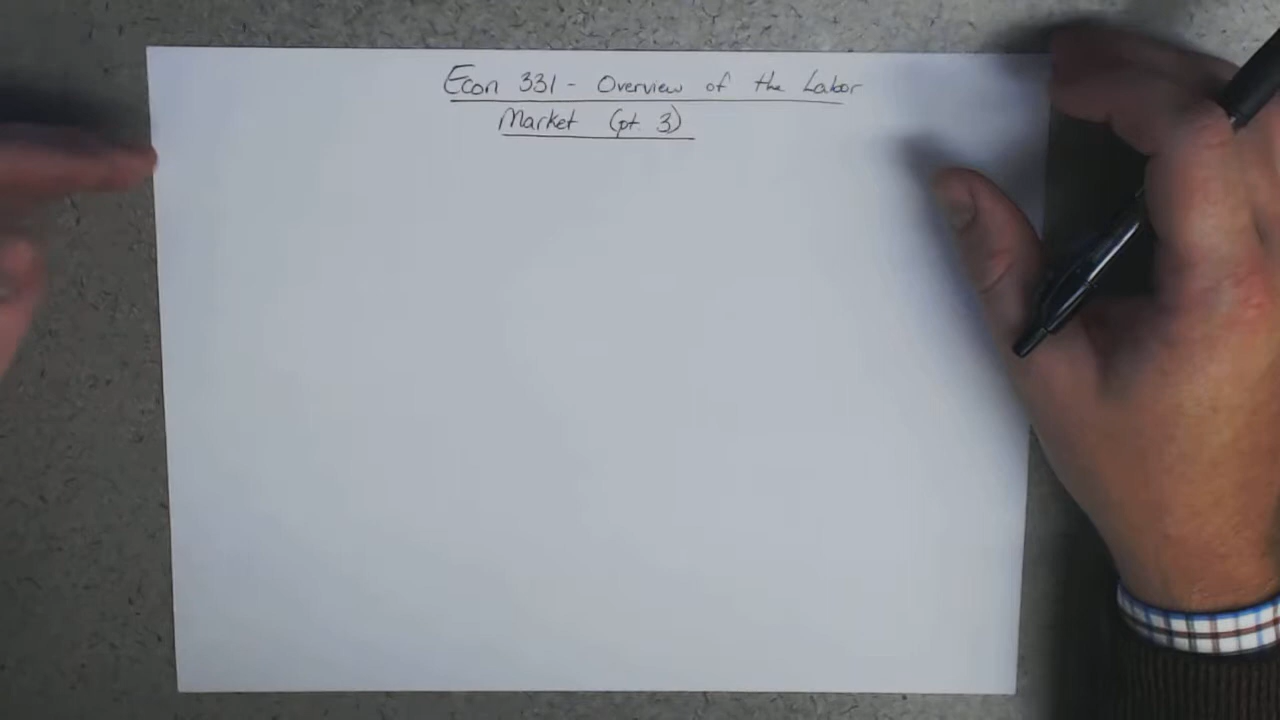 Econ 331 - Overview of the Labor
Market (pt 3)